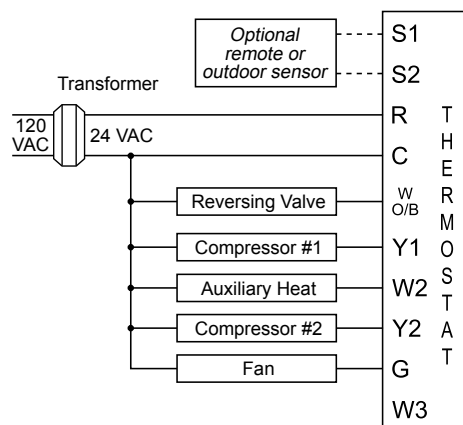 Optional
remote or
outdoor sensor
S1
S2
Transformer
120
VAC
24 VAC
R
C
Reversing Valve
W
O/B
Compressor #1
Y1
Auxiliary Heat
W2
Compressor #2
Y2
Fan
G
W3
THERMOSTAT